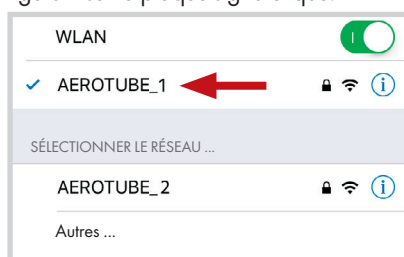 WLAN
AEROTUBE_1
SÉLECTIONNER LE RÉSEAU ...
AEROTUBE_2
Autres ...